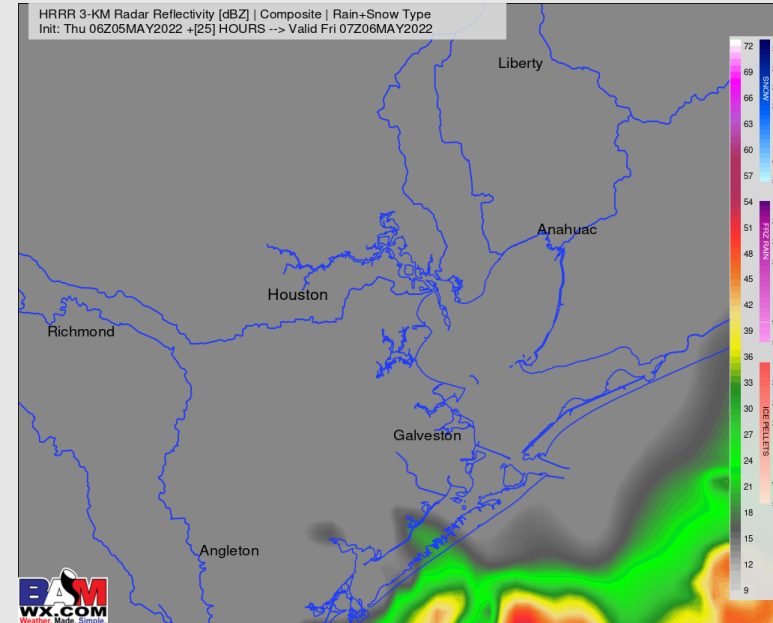 HRRR 3-KM Radar Reflectivity [dBZ] | Composite | Rain+Snow Type
Init: Thu 06Z05MAY2022 +[25] HOURS --> Valid Fri 07Z06MAY2022
Liberty
Anahuac
Houston
Richmond
Galveston
Angleton
72
69
66
63
60
57
54
51
48
45
42
39
36
33
30
27
24
21
18
15
12
9
SNOW
FRZ RAIN
ICE PELLETS
BAM
WX.COM
Weather. Made. Simple.